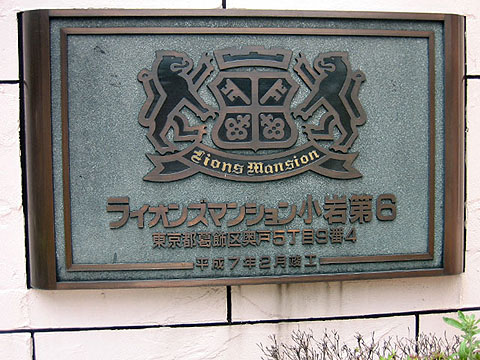 Lions Mansion
ライオンズマンション小岩第6
東京都葛飾区奥戸6丁目9番4
平成7年2月竣工